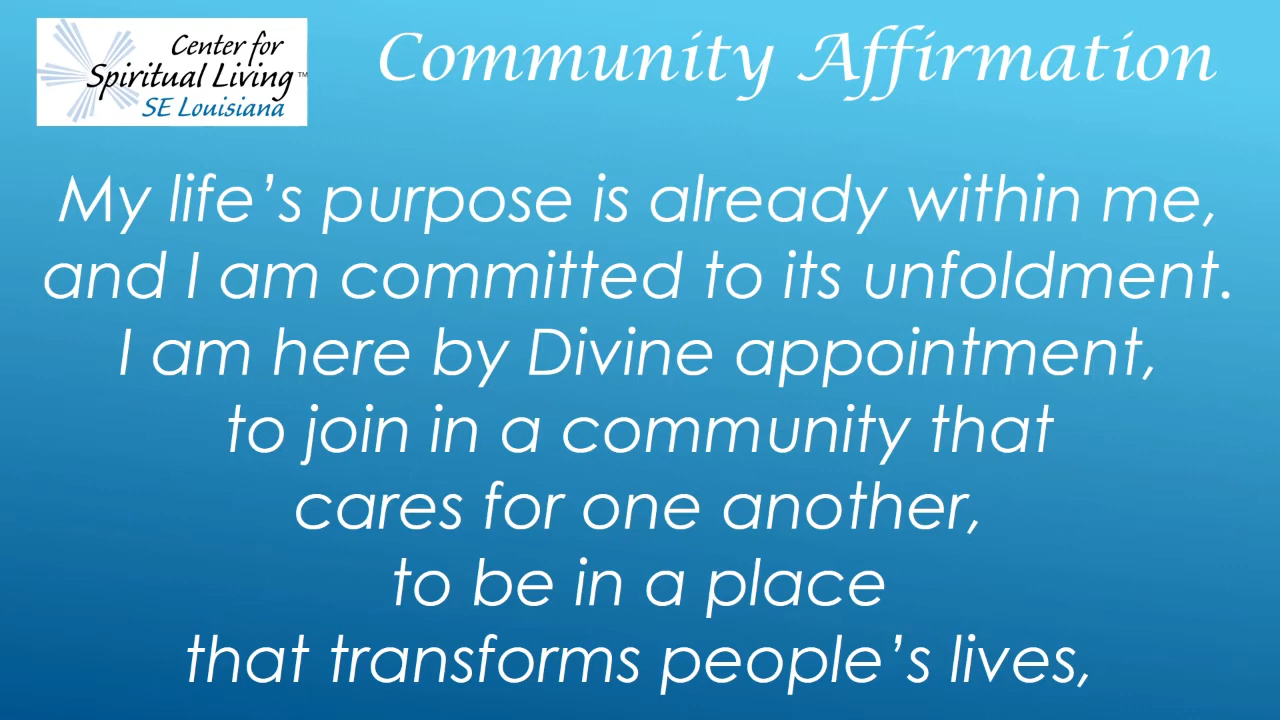 Center for
Spiritual Living™
SE Louisiana
Community Affirmation
My life’s purpose is already within me,
and I am committed to its unfoldment.
I am here by Divine appointment,
to join in a community that
cares for one another,
to be in a place
that transforms people’s lives,